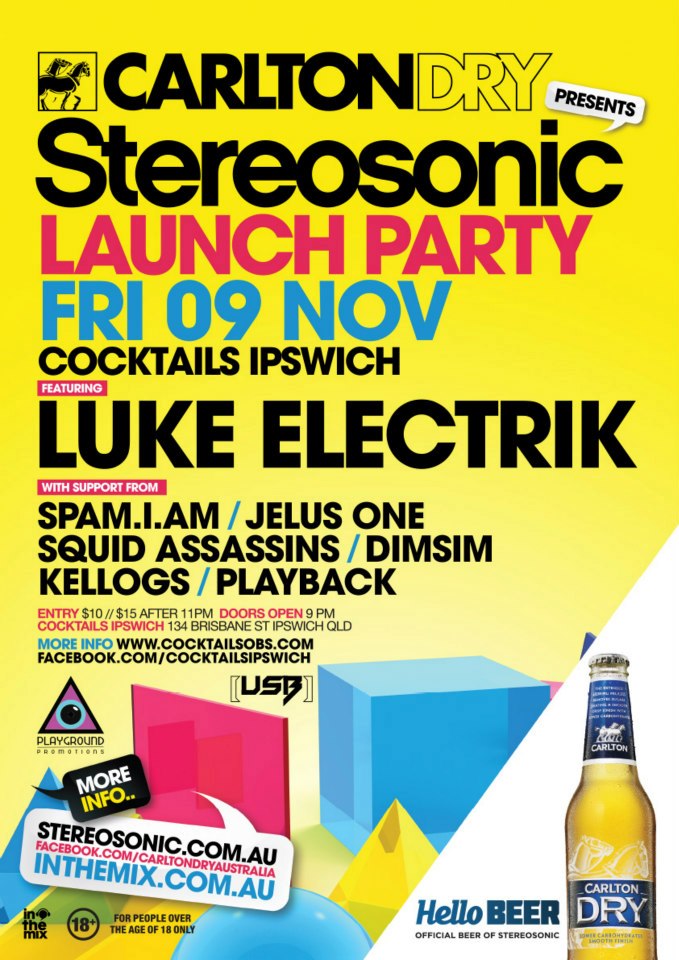 CARLTON DRY
PRESENTS
Stereosonic
LAUNCH PARTY
FRI 09 NOV
COCKTAILS IPSWICH
FEATURING
LUKE ELECTRIK
WITH SUPPORT FROM
SPAM.I.AM / JELUS ONE
SQUID ASSASSINS / DIMSIM
KELLOGS / PLAYBACK
ENTRY $10 // $15 AFTER 11PM DOORS OPEN 9 PM
COCKTAILS IPSWICH 134 BRISBANE ST IPSWICH QLD
MORE INFO WWW.COCKTAILSOBS.COM
FACEBOOK.COM/COCKTAILSIPSWICH
[USB]
PLAYGROUND
PROMOTIONS
MORE
INFO..
STEREOSONIC.COM.AU
FACEBOOK.COM/CARLTONDRYAUSTRALIA
INTHEMIX.COM.AU
in
the
mix
18+
FOR PEOPLE OVER
THE AGE OF 18 ONLY
Hello BEER
OFFICIAL BEER OF STEREOSONIC
CARLTON
CARLTON
DRY
LOWER CARBOHYDRATES
SMOOTH FINISH